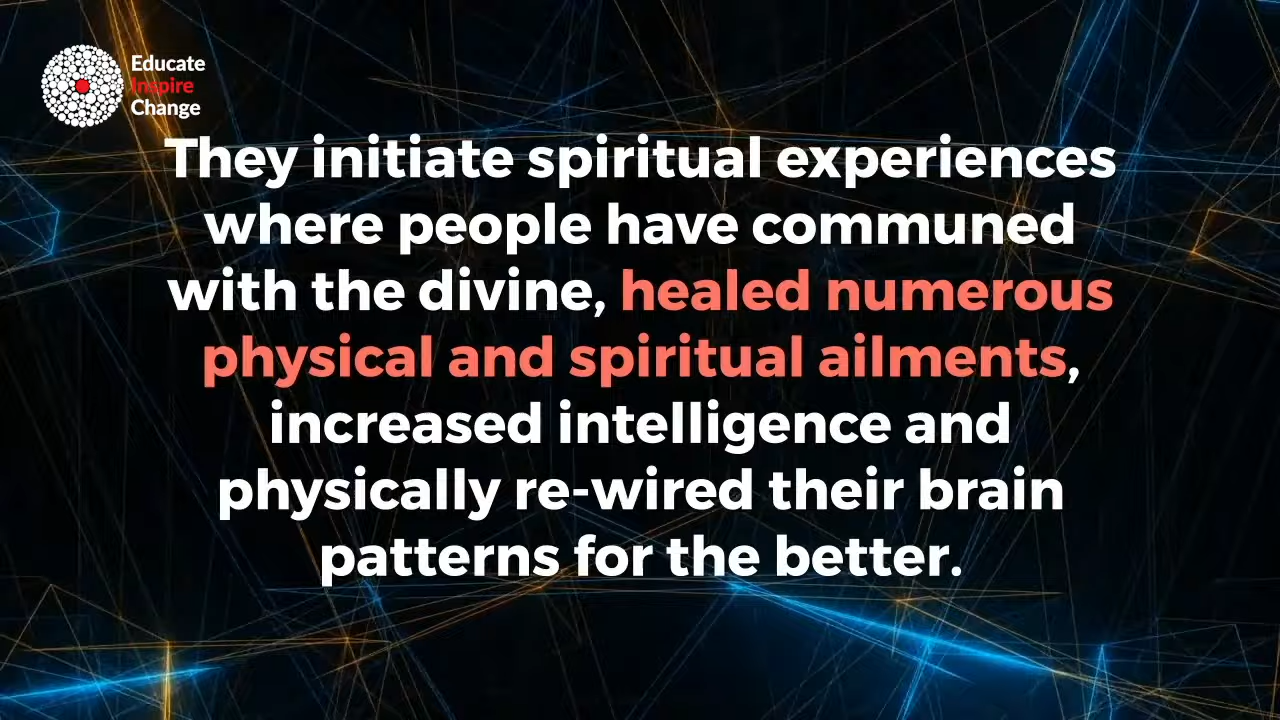 Educate
Inspire
Change
They initiate spiritual experiences
where people have communed
with the divine, healed numerous
physical and spiritual ailments,
increased intelligence and
physically re-wired their brain
patterns for the better.